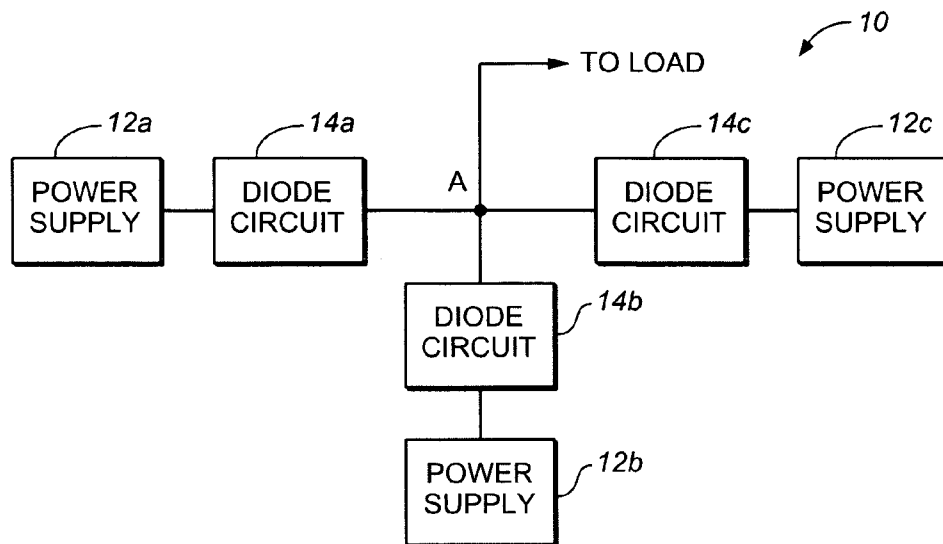 10
TO LOAD
12a
14a
14c
12c
POWER
SUPPLY
DIODE
CIRCUIT
A
DIODE
CIRCUIT
POWER
SUPPLY
14b
DIODE
CIRCUIT
12b
POWER
SUPPLY